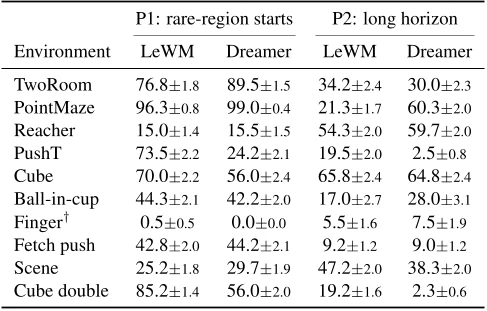 P1: rare-region starts P2: long horizon
Environment LeWM Dreamer LeWM Dreamer
TwoRoom 76.8±1.8 89.5±1.5 34.2±2.4 30.0±2.3
PointMaze 96.3±0.8 99.0±0.4 21.3±1.7 60.3±2.0
Reacher 15.0±1.4 15.5±1.5 54.3±2.0 59.7±2.0
PushT 73.5±2.2 24.2±2.1 19.5±2.0 2.5±0.8
Cube 70.0±2.2 56.0±2.4 65.8±2.4 64.8±2.4
Ball-in-cup 44.3±2.1 42.2±2.0 17.0±2.7 28.0±3.1
Finger† 0.5±0.5 0.0±0.0 5.5±1.6 7.5±1.9
Fetch push 42.8±2.0 44.2±2.1 9.2±1.2 9.0±1.2
Scene 25.2±1.8 29.7±1.9 47.2±2.0 38.3±2.0
Cube double 85.2±1.4 56.0±2.0 19.2±1.6 2.3±0.6